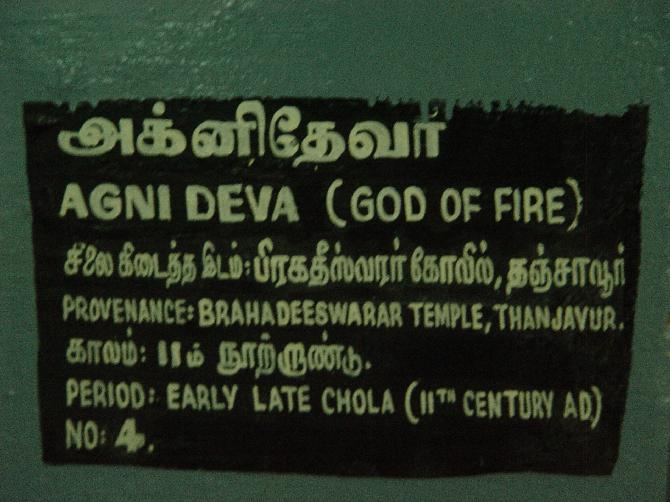 அக்னிதேவர்
AGNI DEVA (GOD OF FIRE)
சிலை கிடைத்த இடம்: பிரகதீஸ்வரர் கோவில், தஞ்சாவூர்
PROVENANCE: BRAHADEESWARAR TEMPLE, THANJAVUR.
காலம்: 11ம் நூற்றாண்டு.
PERIOD: EARLY LATE CHOLA (11TH CENTURY AD)
NO: 4.